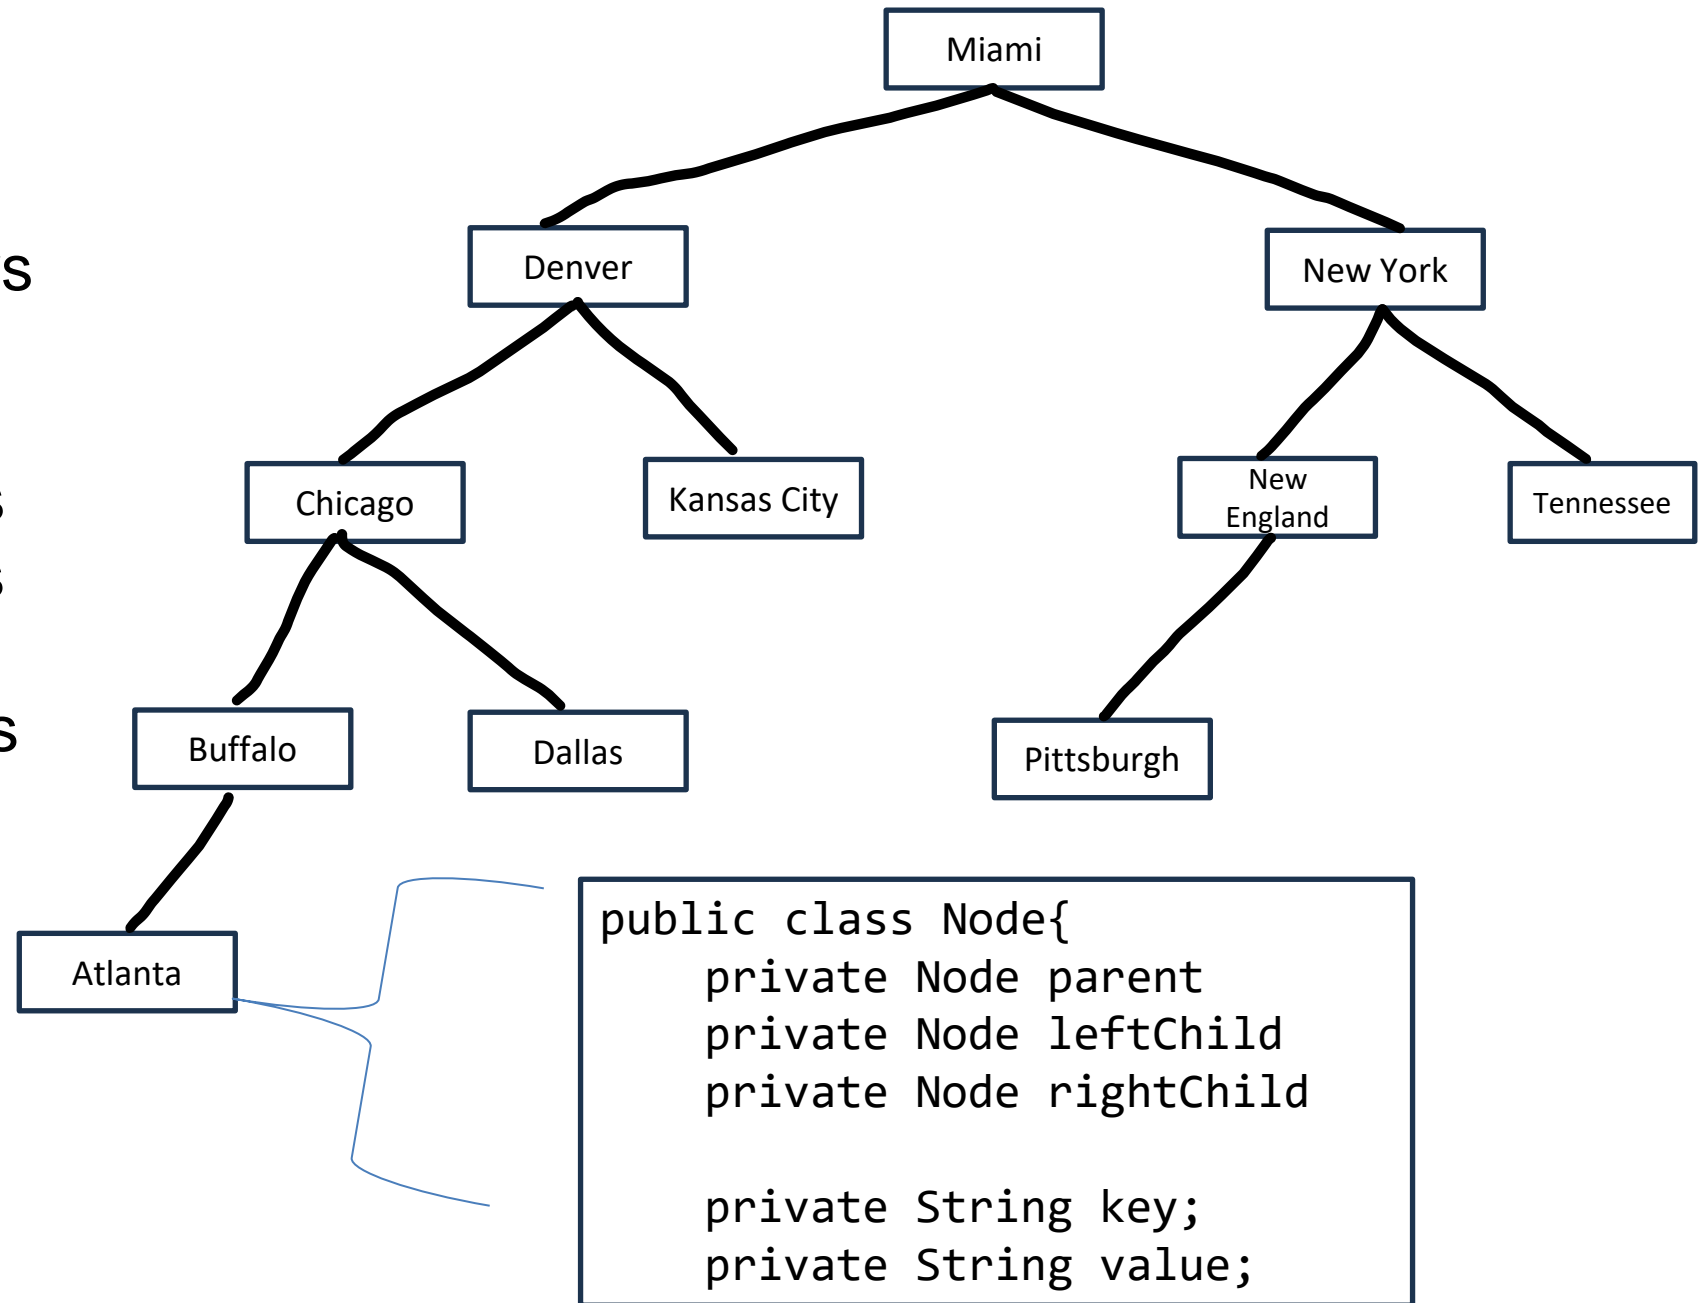 Miami
Denver
New York
Chicago
Kansas City
New
England
Tennessee
Buffalo
Dallas
Pittsburgh
Atlanta
public class Node{
private Node parent
private Node leftChild
private Node rightChild
private String key;
private String value;